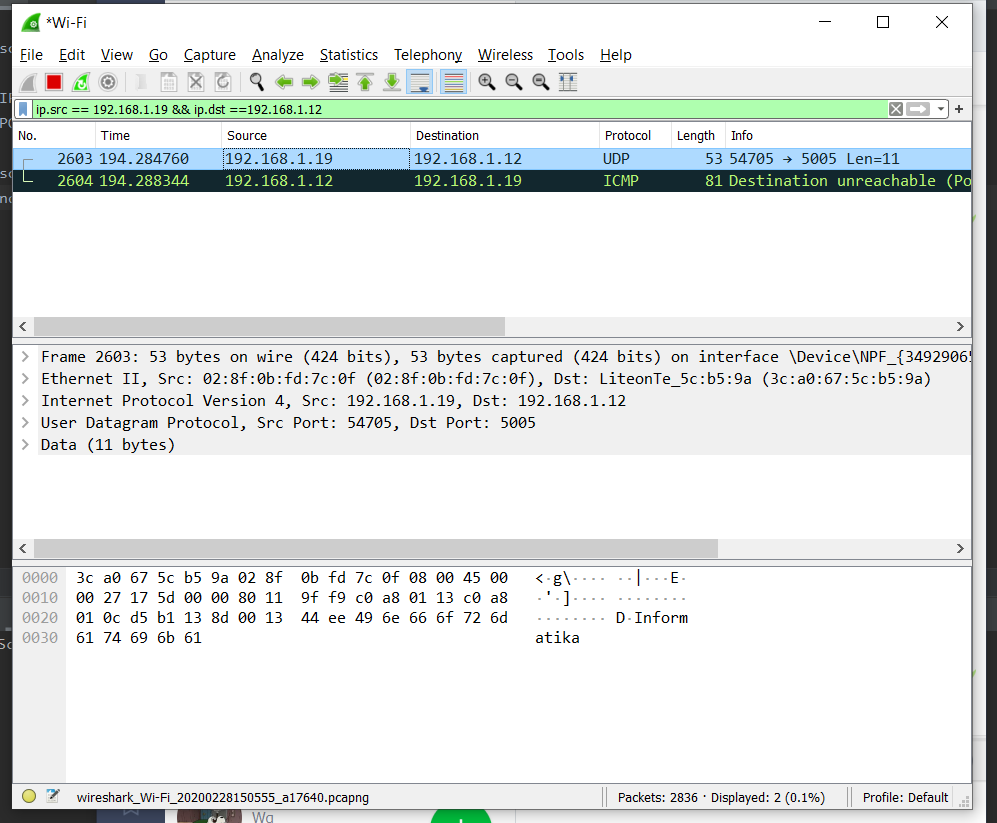 *Wi-Fi
File Edit View Go Capture Analyze Statistics Telephony Wireless Tools Help
ip.src == 192.168.1.19 && ip.dst ==192.168.1.12
No. Time Source Destination Protocol Length Info
2603 194.284760 192.168.1.19 192.168.1.12 UDP 53 54705 → 5005 Len=11
2604 194.288344 192.168.1.12 192.168.1.19 ICMP 81 Destination unreachable (Po
Frame 2603: 53 bytes on wire (424 bits), 53 bytes captured (424 bits) on interface \Device\NPF_{3492906
Ethernet II, Src: 02:8f:0b:fd:7c:0f (02:8f:0b:fd:7c:0f), Dst: LiteonTe_5c:b5:9a (3c:a0:67:5c:b5:9a)
Internet Protocol Version 4, Src: 192.168.1.19, Dst: 192.168.1.12
User Datagram Protocol, Src Port: 54705, Dst Port: 5005
Data (11 bytes)
0000 3c a0 67 5c b5 9a 02 8f 0b fd 7c 0f 08 00 45 00 <·g\···· ··|···E·
0010 00 27 17 5d 00 00 80 11 9f f9 c0 a8 01 13 c0 a8 ·'·]···· ········
0020 01 0c d5 b1 13 8d 00 13 44 ee 49 6e 66 6f 72 6d ········ D·Inform
0030 61 74 69 6b 61 atika
wireshark_Wi-Fi_20200228150555_a17640.pcapng Packets: 2836 · Displayed: 2 (0.1%) Profile: Default